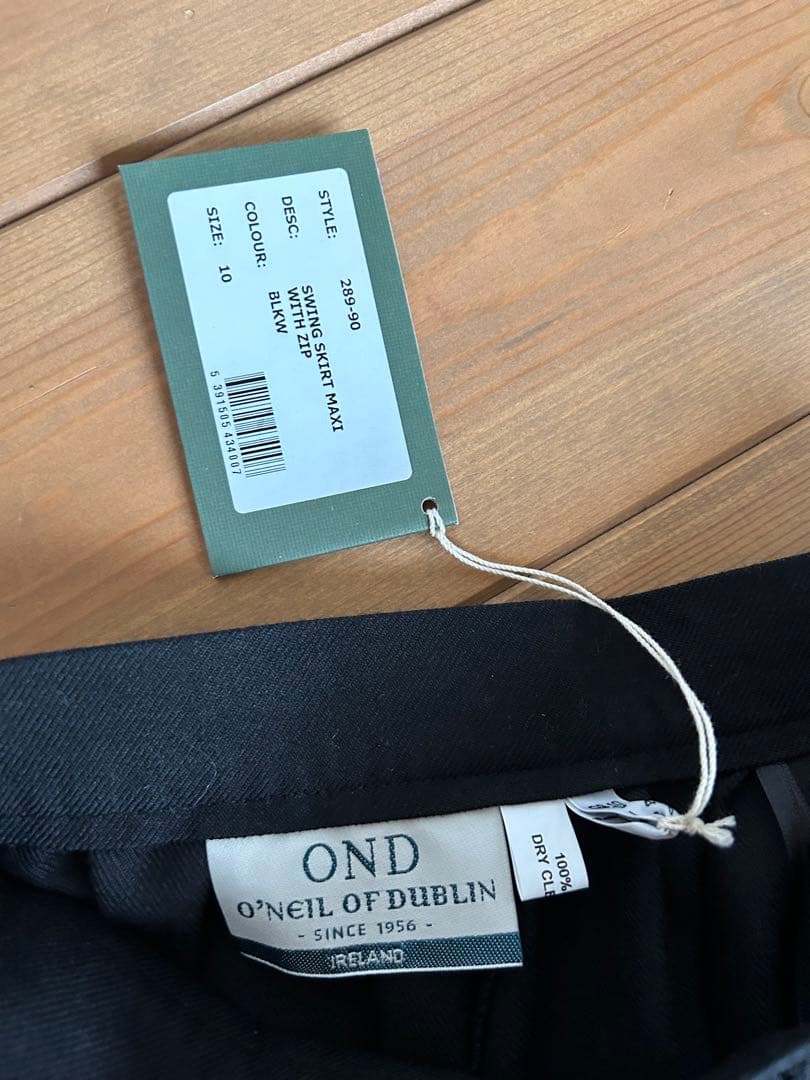 STYLE: 289-90
DESC: SWING SKIRT MAXI
WITH ZIP
COLOUR: BLKW
SIZE: 10
5 391505 434007
OND
O'NEIL OF DUBLIN
- SINCE 1956 -
IRELAND
100%
DRY CLE